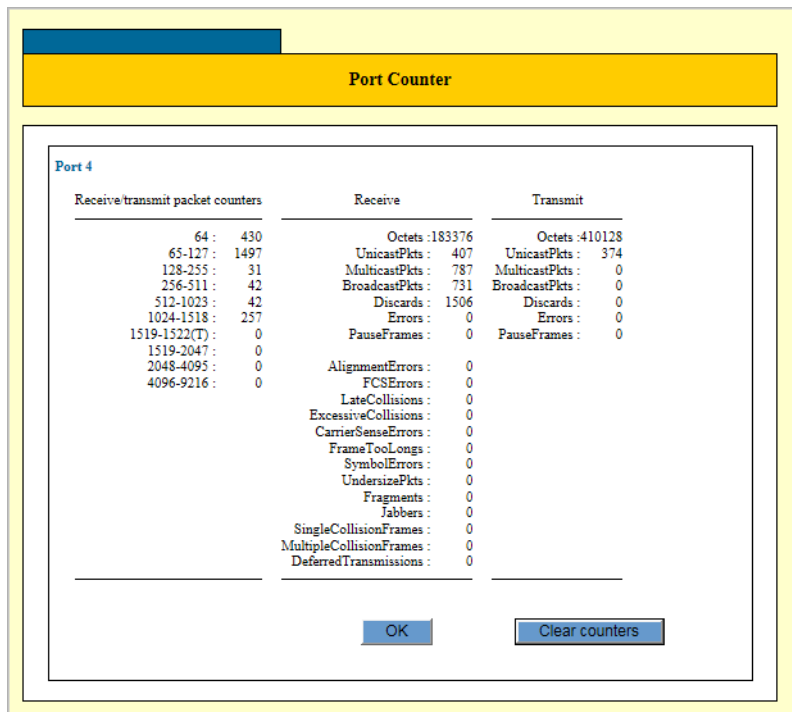 Port Counter
Port 4
Receive/transmit packet counters Receive Transmit
64 : 430 Octets :183376 Octets :410128
65-127 : 1497 UnicastPkts : 407 UnicastPkts : 374
128-255 : 31 MulticastPkts : 787 MulticastPkts : 0
256-511 : 42 BroadcastPkts : 731 BroadcastPkts : 0
512-1023 : 42 Discards : 1506 Discards : 0
1024-1518 : 257 Errors : 0 Errors : 0
1519-1522(T) : 0 PauseFrames : 0 PauseFrames : 0
1519-2047 : 0
2048-4095 : 0 AlignmentErrors : 0
4096-9216 : 0 FCSErrors : 0
LateCollisions : 0
ExcessiveCollisions : 0
CarrierSenseErrors : 0
FrameTooLongs : 0
SymbolErrors : 0
UndersizePkts : 0
Fragments : 0
Jabbers : 0
SingleCollisionFrames : 0
MultipleCollisionFrames : 0
DeferredTransmissions : 0
OK Clear counters